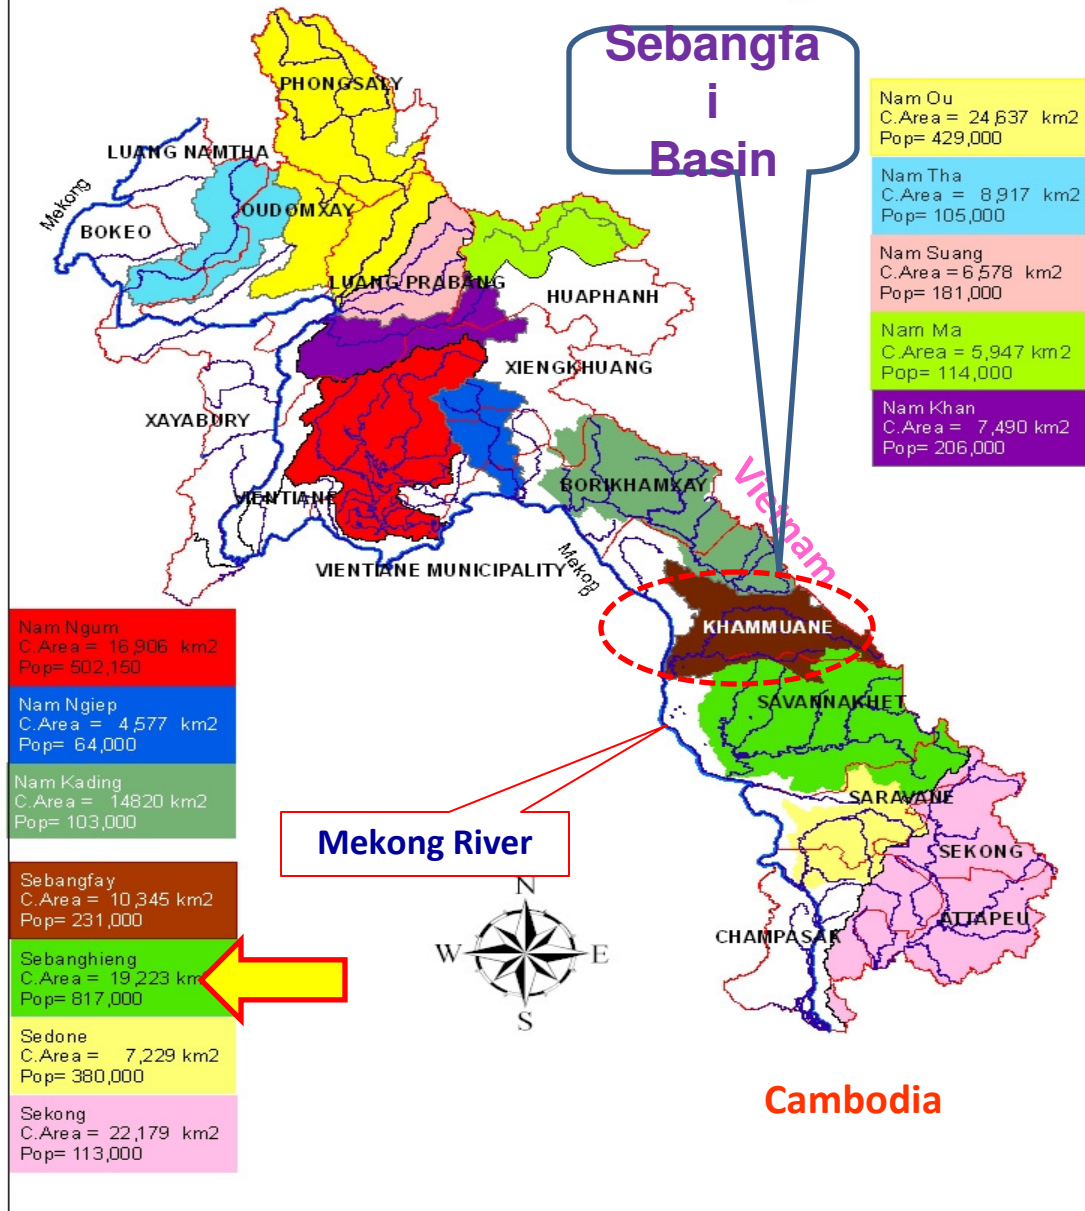 Sebangfa
i
Basin
PHONGSALY
LUANG NAMTHA
Mekong
OUDOMXAY
BOKEO
LUANG PRABANG
HUAPHANH
XIENGKHUANG
XAYABURY
BORIKHAMXAY
Vietnam
VIENTIANE
VIENTIANE MUNICIPALITY
Mekong
KHAMMUANE
SAVANNAKHET
SARAVANE
SEKONG
ATTAPEU
CHAMPASAK
Nam Ou
C.Area = 24,637 km2
Pop= 429,000
Nam Tha
C.Area = 8,917 km2
Pop= 105,000
Nam Suang
C.Area = 6,578 km2
Pop= 181,000
Nam Ma
C.Area = 5,947 km2
Pop= 114,000
Nam Khan
C.Area = 7,490 km2
Pop= 206,000
Nam Ngum
C.Area = 16,906 km2
Pop= 502,150
Nam Ngiep
C.Area = 4,577 km2
Pop= 64,000
Nam Kading
C.Area = 14820 km2
Pop= 103,000
Sebangfay
C.Area = 10,345 km2
Pop= 231,000
Sebanghieng
C.Area = 19,223 km
Pop= 817,000
Sedone
C.Area = 7,229 km2
Pop= 380,000
Sekong
C.Area = 22,179 km2
Pop= 113,000
Mekong River
N
W
E
S
Cambodia